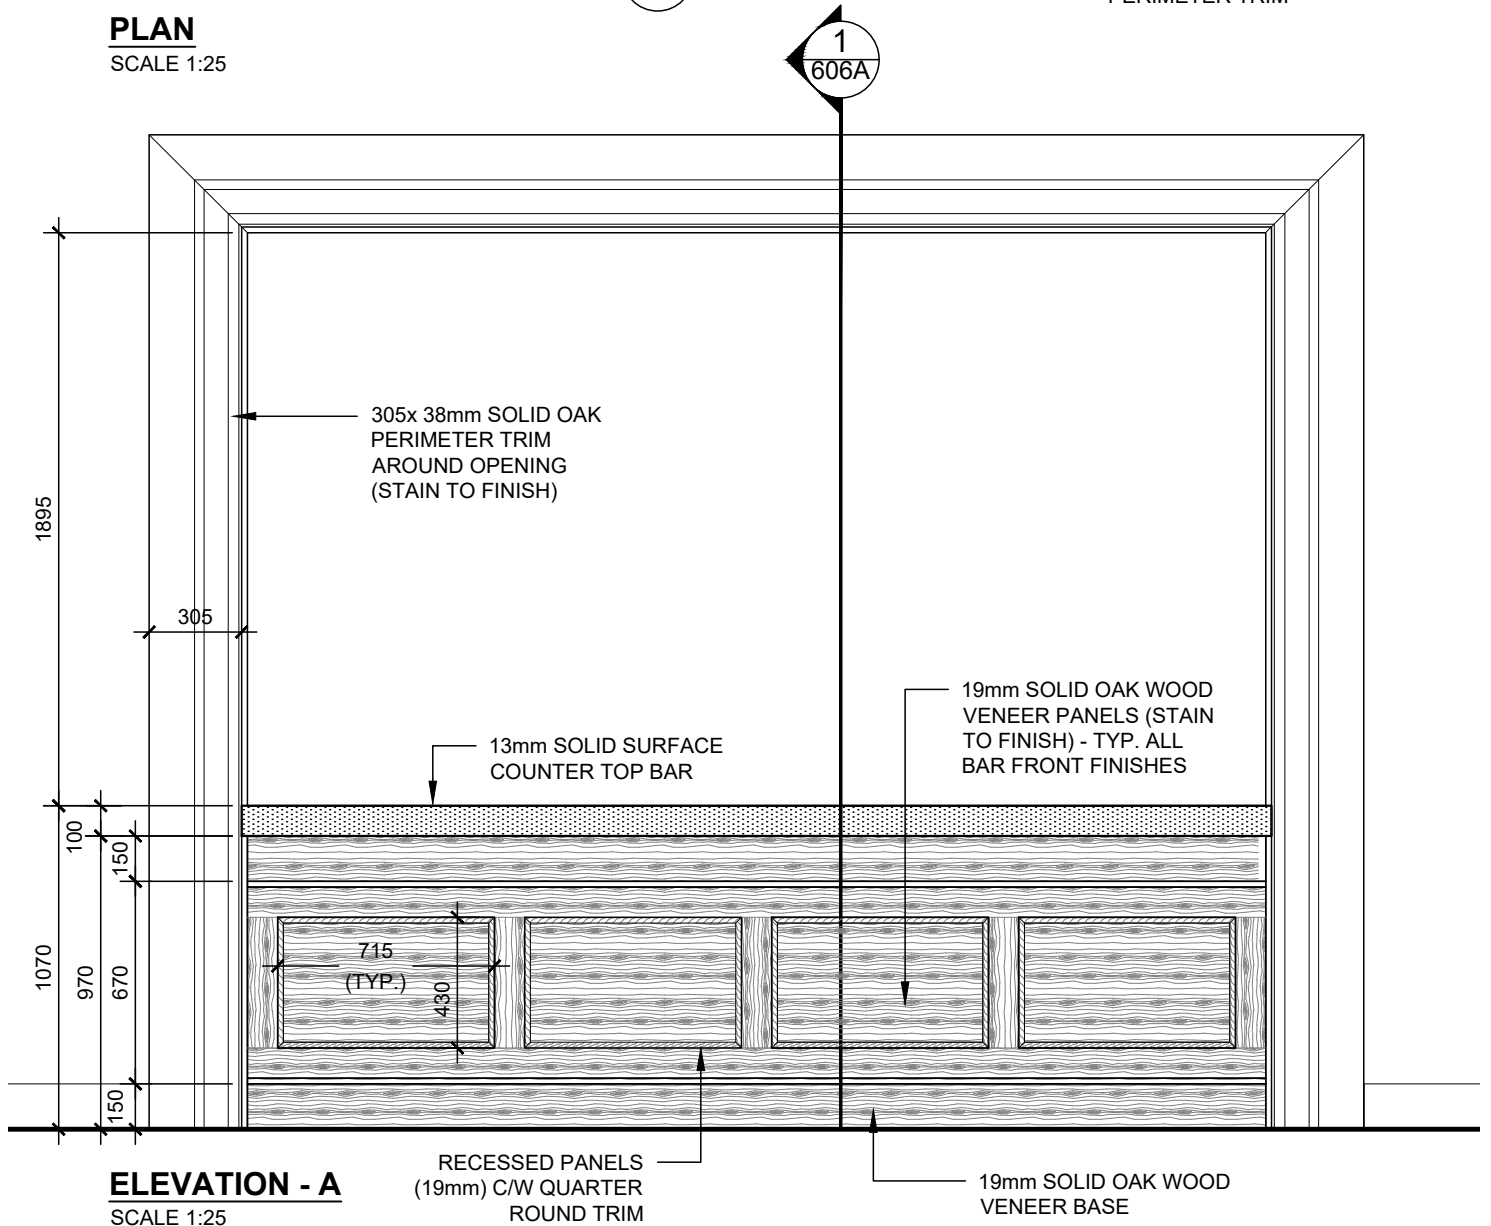 PERIMETER TRIM
PLAN
SCALE 1:25
1
606A
305x 38mm SOLID OAK
PERIMETER TRIM
AROUND OPENING
(STAIN TO FINISH)
1895
305
19mm SOLID OAK WOOD
VENEER PANELS (STAIN
TO FINISH) - TYP. ALL
BAR FRONT FINISHES
13mm SOLID SURFACE
COUNTER TOP BAR
100
150
715
(TYP.)
430
1070
970
670
150
RECESSED PANELS
(19mm) C/W QUARTER
ROUND TRIM
19mm SOLID OAK WOOD
VENEER BASE
ELEVATION - A
SCALE 1:25